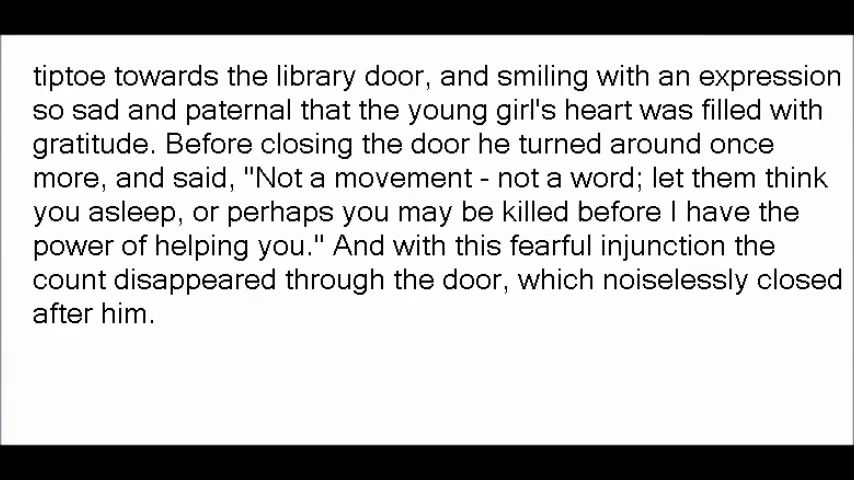 tiptoe towards the library door, and smiling with an expression
so sad and paternal that the young girl's heart was filled with
gratitude. Before closing the door he turned around once
more, and said, "Not a movement - not a word; let them think
you asleep, or perhaps you may be killed before I have the
power of helping you." And with this fearful injunction the
count disappeared through the door, which noiselessly closed
after him.